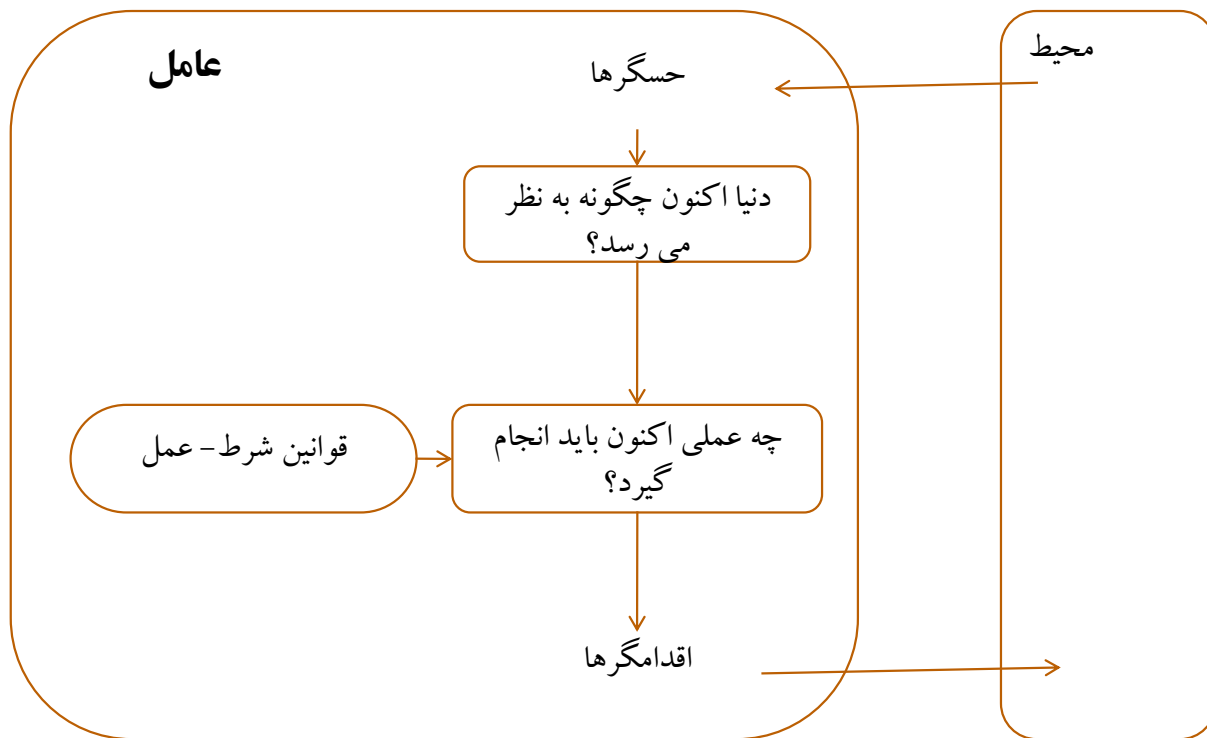 محیط
عامل
حسگرها
دنیا اکنون چگونه به نظر
می رسد؟
چه عملی اکنون باید انجام
گیرد؟
قوانین شرط- عمل
اقدامگرها